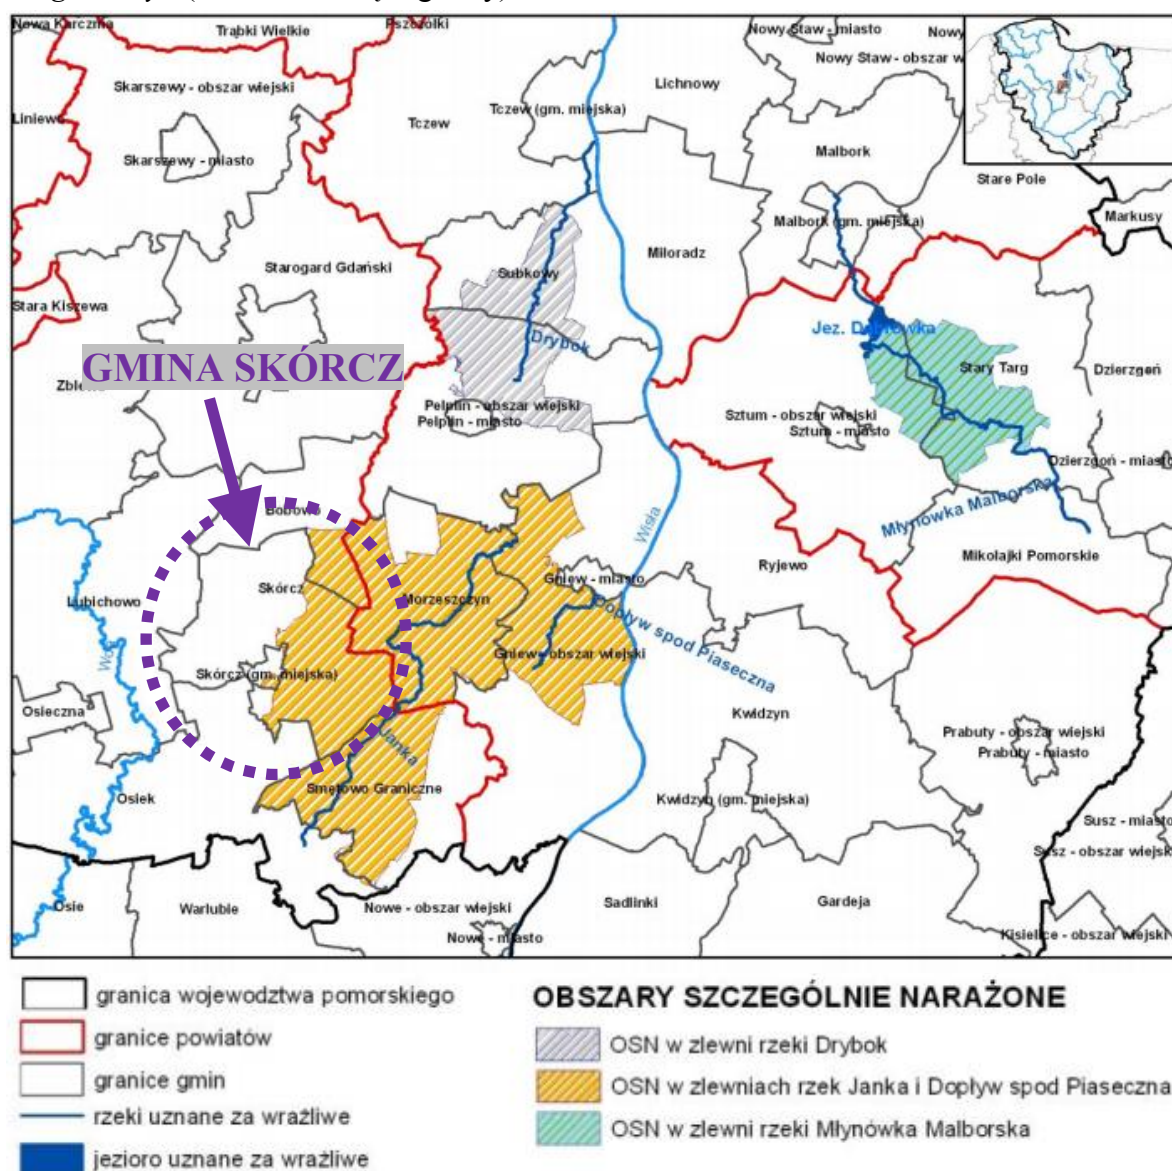 Nowa Karczma
Trąbki Wielkie
Pszczółki
Nowy Staw - miasto
Nowy
Nowy Staw - obszar w
Skarszewy - obszar wiejski
Lichnowy
Liniewo
Tczew
Tczew (gm. miejska)
Skarszewy - miasto
Malbork
Stare Pole
Markusy
Malbork (gm. miejska)
Miloradz
Starogard Gdański
Subkowy
Stara Kiszewa
Jez. Dąbrówka
Drybok
GMINA SKÓRCZ
Stary Targ
Dzierzgoń
Zblewo
Pelplin - obszar wiejski
Pelplin - miasto
Sztum - obszar wiejski
Sztum - miasto
Dzierzgoń - miasto
Młynówka Malborska
Bobowo
Wisła
Mikołajki Pomorskie
Ryjewo
Gniew - miasto
Skórcz
Lubichowo
Morzeszczyn
Dopływ spod Piaseczna
Gniew - obszar wiejski
Skórcz (gm. miejska)
Osieczna
Kwidzyn
Janka
Prabuty - obszar wiejski
Prabuty - miasto
Smętowo Graniczne
Osiek
Kwidzyn (gm. miejska)
Susz - miasto
Susz - obszar wiejsk
Osie
Warlubie
Nowe - obszar wiejski
Sadlinki
Gardeja
Nowe - miasto
Kisielice - obszar wiejski
granica wojewodztwa pomorskiego
granice powiatów
granice gmin
rzeki uznane za wrażliwe
jezioro uznane za wrażliwe
OBSZARY SZCZEGÓLNIE NARAŻONE
OSN w zlewni rzeki Drybok
OSN w zlewniach rzek Janka i Dopływ spod Piaseczna
OSN w zlewni rzeki Młynówka Malborska